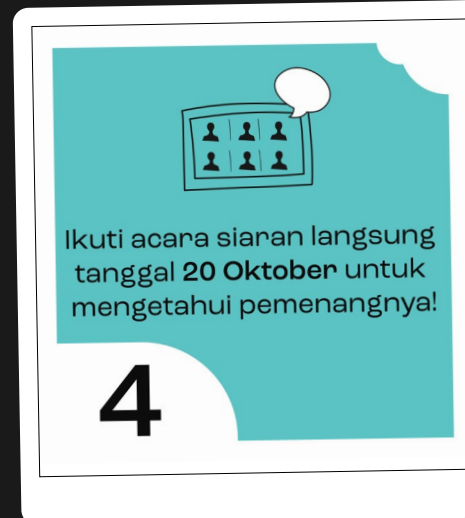 Ikuti acara siaran langsung
tanggal 20 Oktober untuk
mengetahui pemenangnya!
4